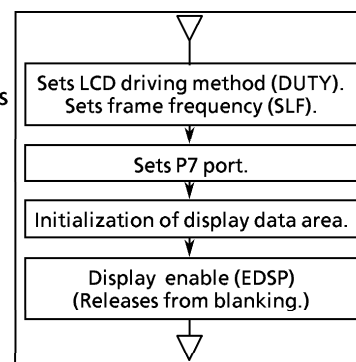 s
Sets LCD driving method (DUTY).
Sets frame frequency (SLF).
Sets P7 port.
Initialization of display data area.
Display enable (EDSP)
(Releases from blanking.)